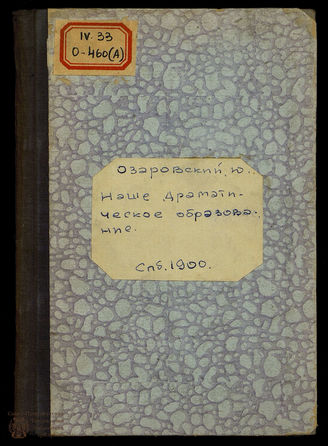 IV. 33
О-460(А)
Озаровский, Ю.
Наше драмати-
ческое образова-
ние.
Спб. 1900.